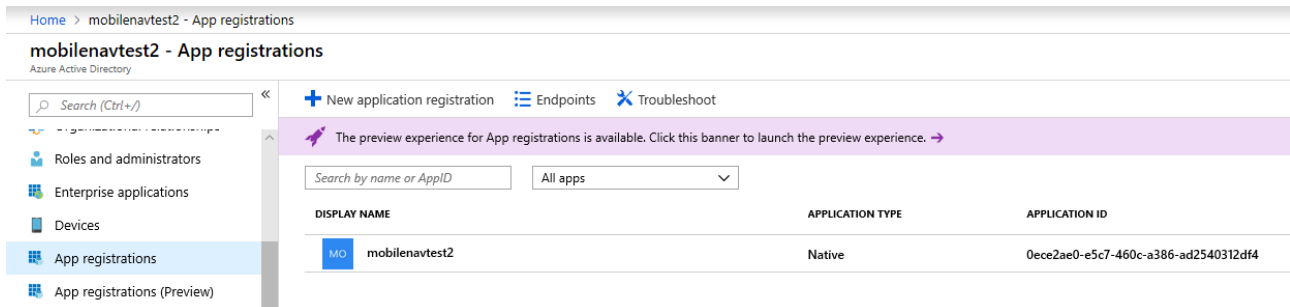 Home > mobilenavtest2 - App registrations
mobilenavtest2 - App registrations
Azure Active Directory
Search (Ctrl+/)
«
New application registration
Endpoints
Troubleshoot
The preview experience for App registrations is available. Click this banner to launch the preview experience. →
Roles and administrators
Enterprise applications
Devices
App registrations
App registrations (Preview)
Search by name or AppID
All apps
DISPLAY NAME APPLICATION TYPE APPLICATION ID
MO mobilenavtest2 Native 0ece2ae0-e5c7-460c-a386-ad2540312df4